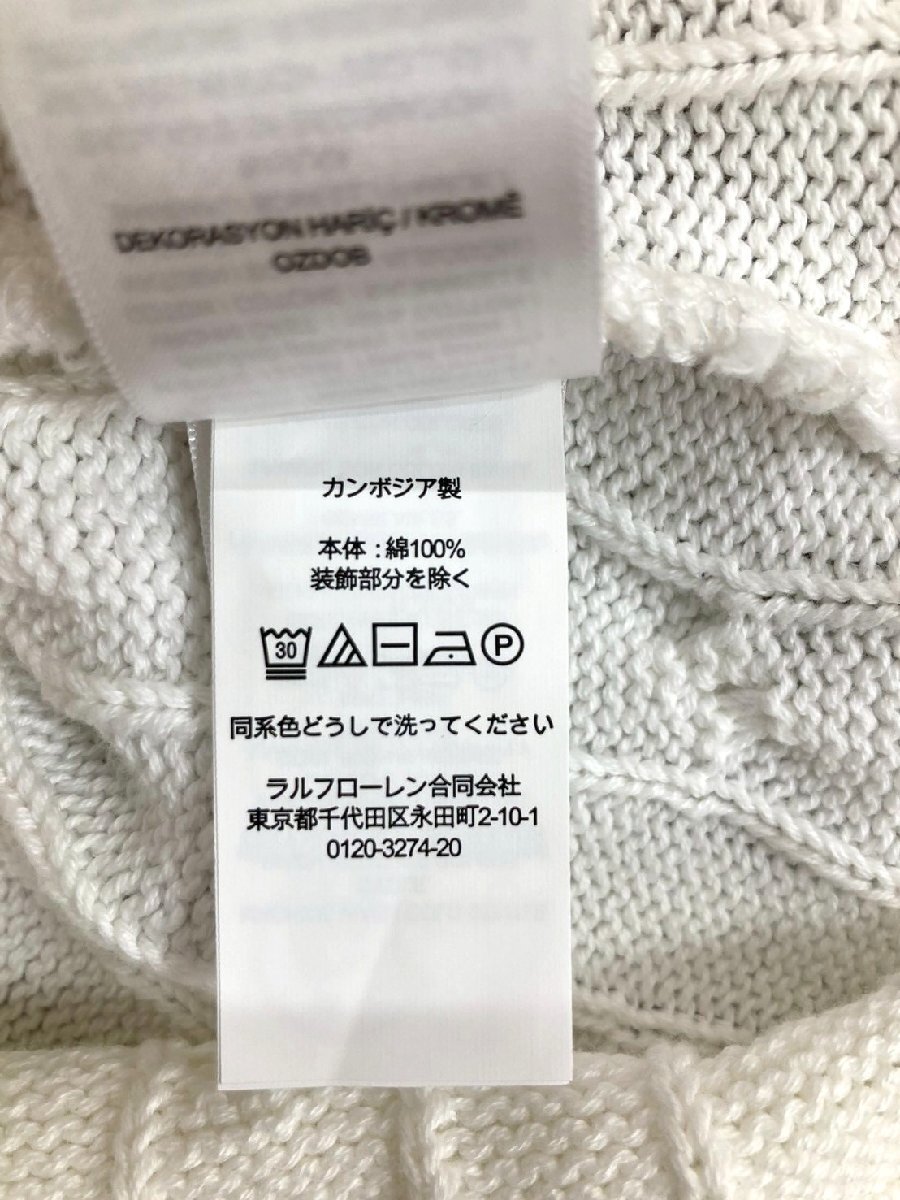 DEKORASYON HARİÇ / KROMĚ
OZDOB
カンボジア製
本体 : 綿100%
装飾部分を除く
30
P
同系色どうしで洗ってください
ラルフローレン合同会社
東京都千代田区永田町2-10-1
0120-3274-20